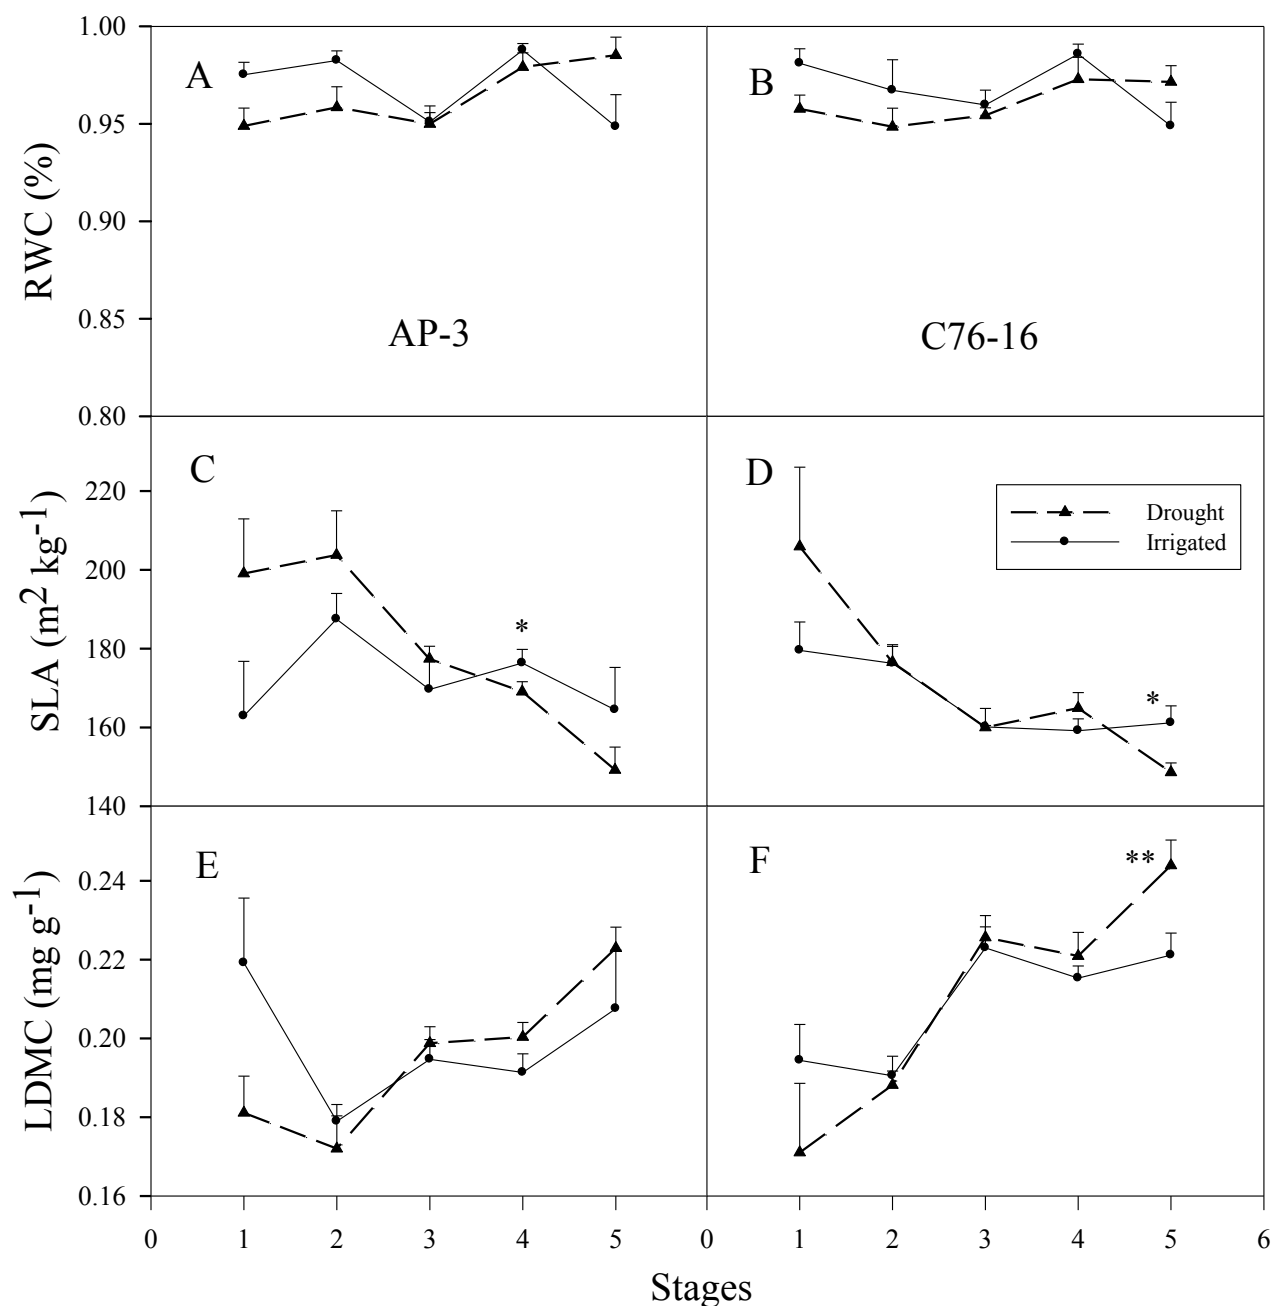 1.00
0.95
0.90
0.85
0.80
RWC (%)
A
AP-3
B
C76-16
220
200
180
160
140
SLA (m² kg⁻¹)
C
*
D
Drought
Irrigated
*
0.24
0.22
0.20
0.18
0.16
LDMC (mg g⁻¹)
E
F
**
0 1 2 3 4 5 0 1 2 3 4 5 6
Stages